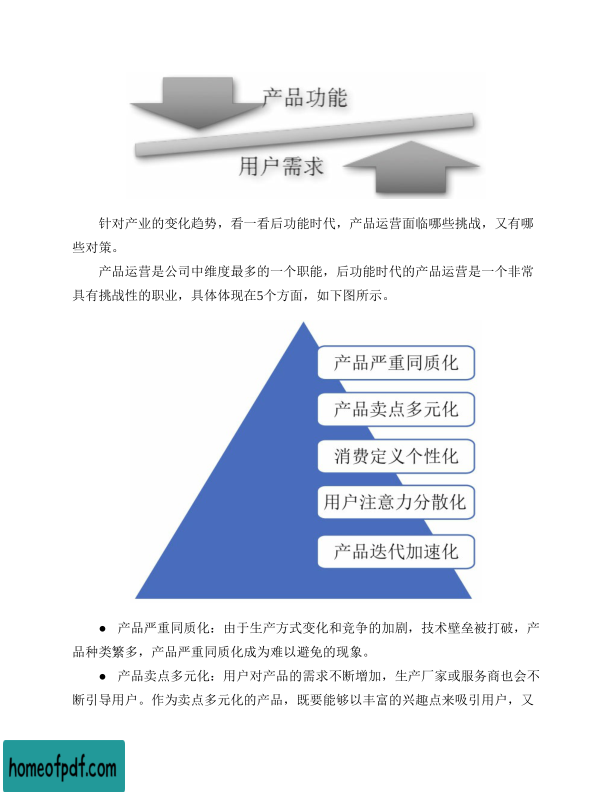 产品功能
用户需求
针对产业的变化趋势，看一看后功能时代，产品运营面临哪些挑战，又有哪
些对策。
产品运营是公司中维度最多的一个职能，后功能时代的产品运营是一个非常
具有挑战性的职业，具体体现在5个方面，如下图所示。
产品严重同质化
产品卖点多元化
消费定义个性化
用户注意力分散化
产品迭代加速化
● 产品严重同质化：由于生产方式变化和竞争的加剧，技术壁垒被打破，产
品种类繁多，产品严重同质化成为难以避免的现象。
● 产品卖点多元化：用户对产品的需求不断增加，生产厂家或服务商也会不
断引导用户。作为卖点多元化的产品，既要能够以丰富的兴趣点来吸引用户，又
homeofpdf.com